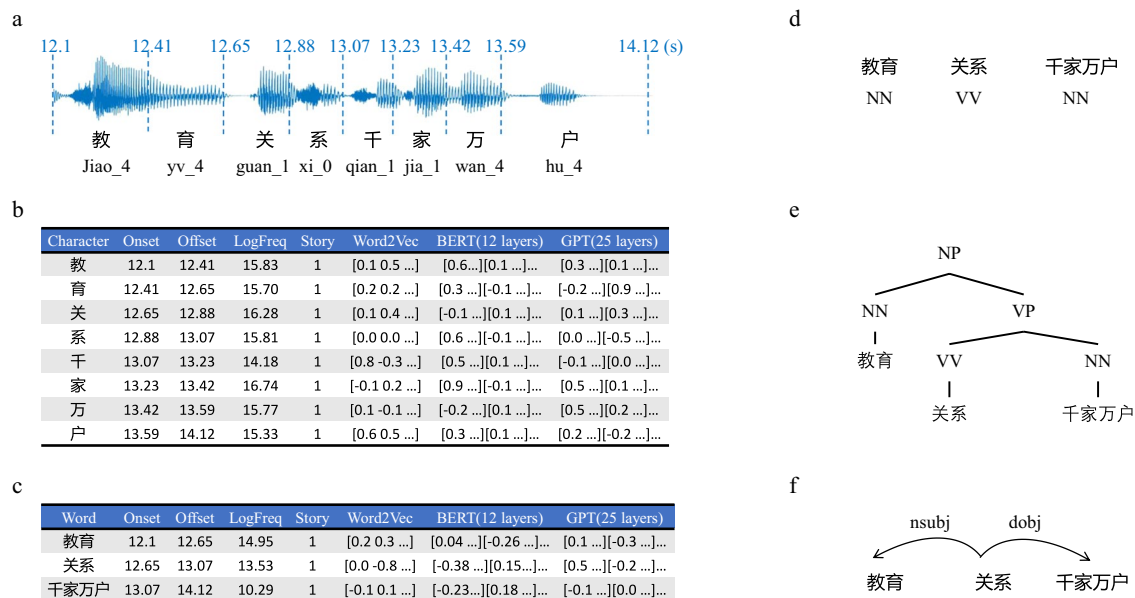 a
12.1 12.41 12.65 12.88 13.07 13.23 13.42 13.59 14.12 (s)
教 育 关 系 千 家 万 户
Jiao_4 yv_4 guan_1 xi_0 qian_1 jia_1 wan_4 hu_4
b
Character Onset Offset LogFreq Story Word2Vec BERT(12 layers) GPT(25 layers)
教 12.1 12.41 15.83 1 [0.1 0.5 ...] [0.6...][0.1 ...]... [0.3 ...][0.1 ...]...
育 12.41 12.65 15.70 1 [0.2 0.2 ...] [0.3 ...][-0.1 ...]... [-0.2 ...][0.9 ...]...
关 12.65 12.88 16.28 1 [0.1 0.4 ...] [-0.1 ...][0.1 ...]... [0.1 ...][0.3 ...]...
系 12.88 13.07 15.81 1 [0.0 0.0 ...] [0.6 ...][-0.1 ...]... [0.0 ...][-0.5 ...]...
千 13.07 13.23 14.18 1 [0.8 -0.3 ...] [0.5 ...][0.1 ...]... [-0.1 ...][0.0 ...]...
家 13.23 13.42 16.74 1 [-0.1 0.2 ...] [0.9 ...][-0.1 ...]... [0.5 ...][0.1 ...]...
万 13.42 13.59 15.77 1 [0.1 -0.1 ...] [-0.2 ...][0.1 ...]... [0.5 ...][0.2 ...]...
户 13.59 14.12 15.33 1 [0.6 0.5 ...] [0.3 ...][0.1 ...]... [0.2 ...][-0.2 ...]...
c
Word Onset Offset LogFreq Story Word2Vec BERT(12 layers) GPT(25 layers)
教育 12.1 12.65 14.95 1 [0.2 0.3 ...] [0.04 ...][-0.26 ...]... [0.1 ...][-0.3 ...]...
关系 12.65 13.07 13.53 1 [0.0 -0.8 ...] [-0.38 ...][0.15...]... [0.5 ...][-0.2 ...]...
千家万户 13.07 14.12 10.29 1 [-0.1 0.1 ...] [-0.23...][0.18 ...]... [-0.1 ...][0.0 ...]...
d
教育 关系 千家万户
NN VV NN
e
NP
NN VP
教育 VV NN
关系 千家万户
f
nsubj dobj
教育 关系 千家万户